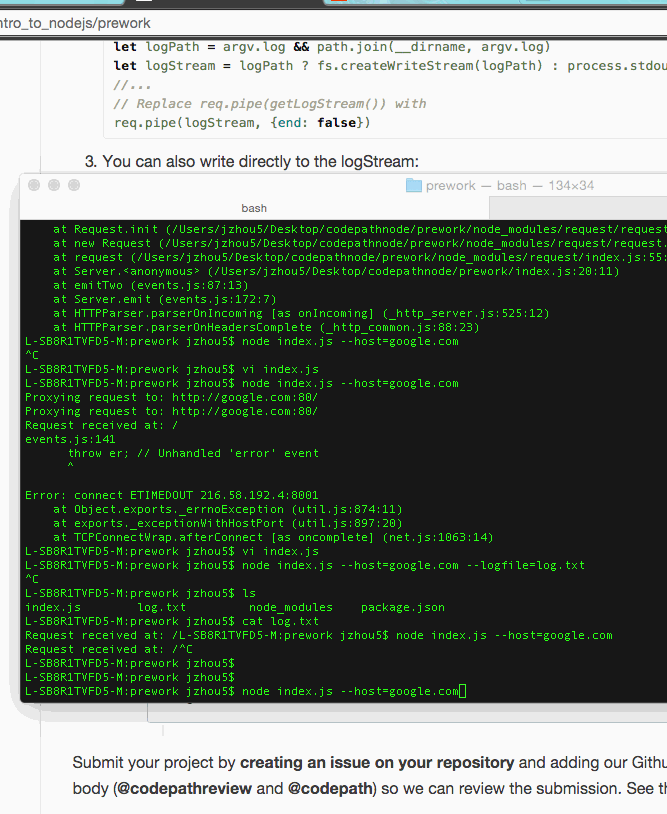 ntro_to_nodejs/prework
let logPath = argv.log && path.join(__dirname, argv.log)
let logStream = logPath ? fs.createWriteStream(logPath) : process.stdou
//...
// Replace req.pipe(getLogStream()) with
req.pipe(logStream, {end: false})
3. You can also write directly to the logStream:
prework — bash — 134×34
bash
at Request.init (/Users/jzhou5/Desktop/codepathnode/prework/node_modules/request/request
at new Request (/Users/jzhou5/Desktop/codepathnode/prework/node_modules/request/request.
at request (/Users/jzhou5/Desktop/codepathnode/prework/node_modules/request/index.js:55:
at Server.<anonymous> (/Users/jzhou5/Desktop/codepathnode/prework/index.js:20:11)
at emitTwo (events.js:87:13)
at Server.emit (events.js:172:7)
at HTTPParser.parserOnIncoming [as onIncoming] (_http_server.js:525:12)
at HTTPParser.parserOnHeadersComplete (_http_common.js:88:23)
L-SB8R1TVFD5-M:prework jzhou5$ node index.js --host=google.com
^C
L-SB8R1TVFD5-M:prework jzhou5$ vi index.js
L-SB8R1TVFD5-M:prework jzhou5$ node index.js --host=google.com
Proxying request to: http://google.com:80/
Proxying request to: http://google.com:80/
Request received at: /
events.js:141
throw er; // Unhandled 'error' event
^
Error: connect ETIMEDOUT 216.58.192.4:8001
at Object.exports._errnoException (util.js:874:11)
at exports._exceptionWithHostPort (util.js:897:20)
at TCPConnectWrap.afterConnect [as oncomplete] (net.js:1063:14)
L-SB8R1TVFD5-M:prework jzhou5$ vi index.js
L-SB8R1TVFD5-M:prework jzhou5$ node index.js --host=google.com --logfile=log.txt
^C
L-SB8R1TVFD5-M:prework jzhou5$ ls
index.js log.txt node_modules package.json
L-SB8R1TVFD5-M:prework jzhou5$ cat log.txt
Request received at: /L-SB8R1TVFD5-M:prework jzhou5$ node index.js --host=google.com
Request received at: /^C
L-SB8R1TVFD5-M:prework jzhou5$
L-SB8R1TVFD5-M:prework jzhou5$
L-SB8R1TVFD5-M:prework jzhou5$ node index.js --host=google.com
Submit your project by creating an issue on your repository and adding our Githu
body (@codepathreview and @codepath) so we can review the submission. See th